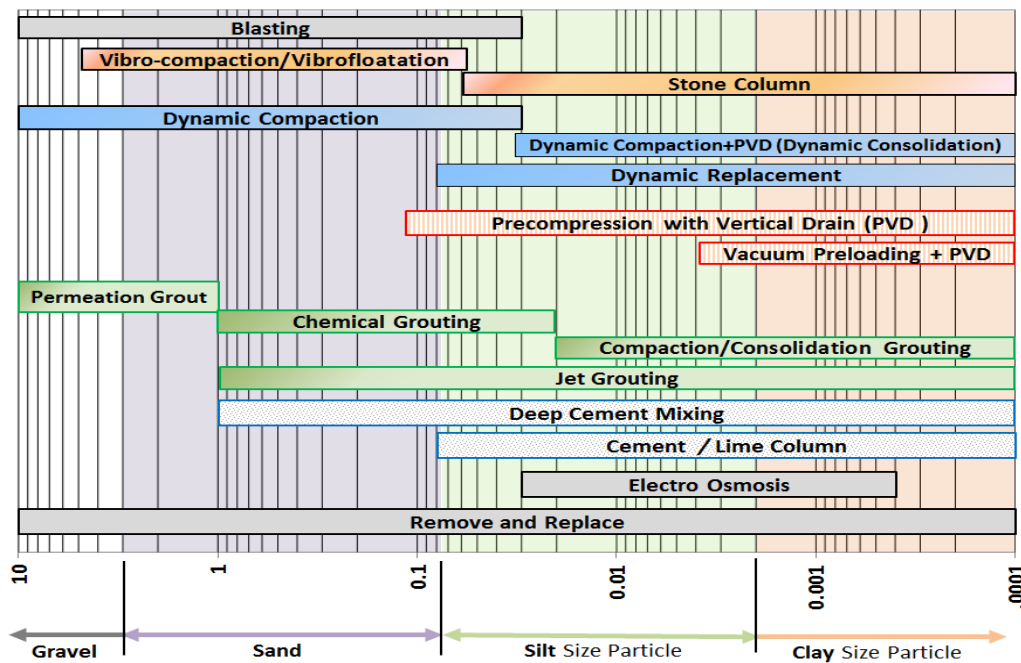 Blasting
Vibro-compaction/Vibrofloatation
Stone Column
Dynamic Compaction
Dynamic Compaction+PVD (Dynamic Consolidation)
Dynamic Replacement
Precompression with Vertical Drain (PVD )
Vacuum Preloading + PVD
Permeation Grout
Chemical Grouting
Compaction/Consolidation Grouting
Jet Grouting
Deep Cement Mixing
Cement / Lime Column
Electro Osmosis
Remove and Replace
10 1 0.1 0.01 0.001 .0001
Gravel Sand Silt Size Particle Clay Size Particle